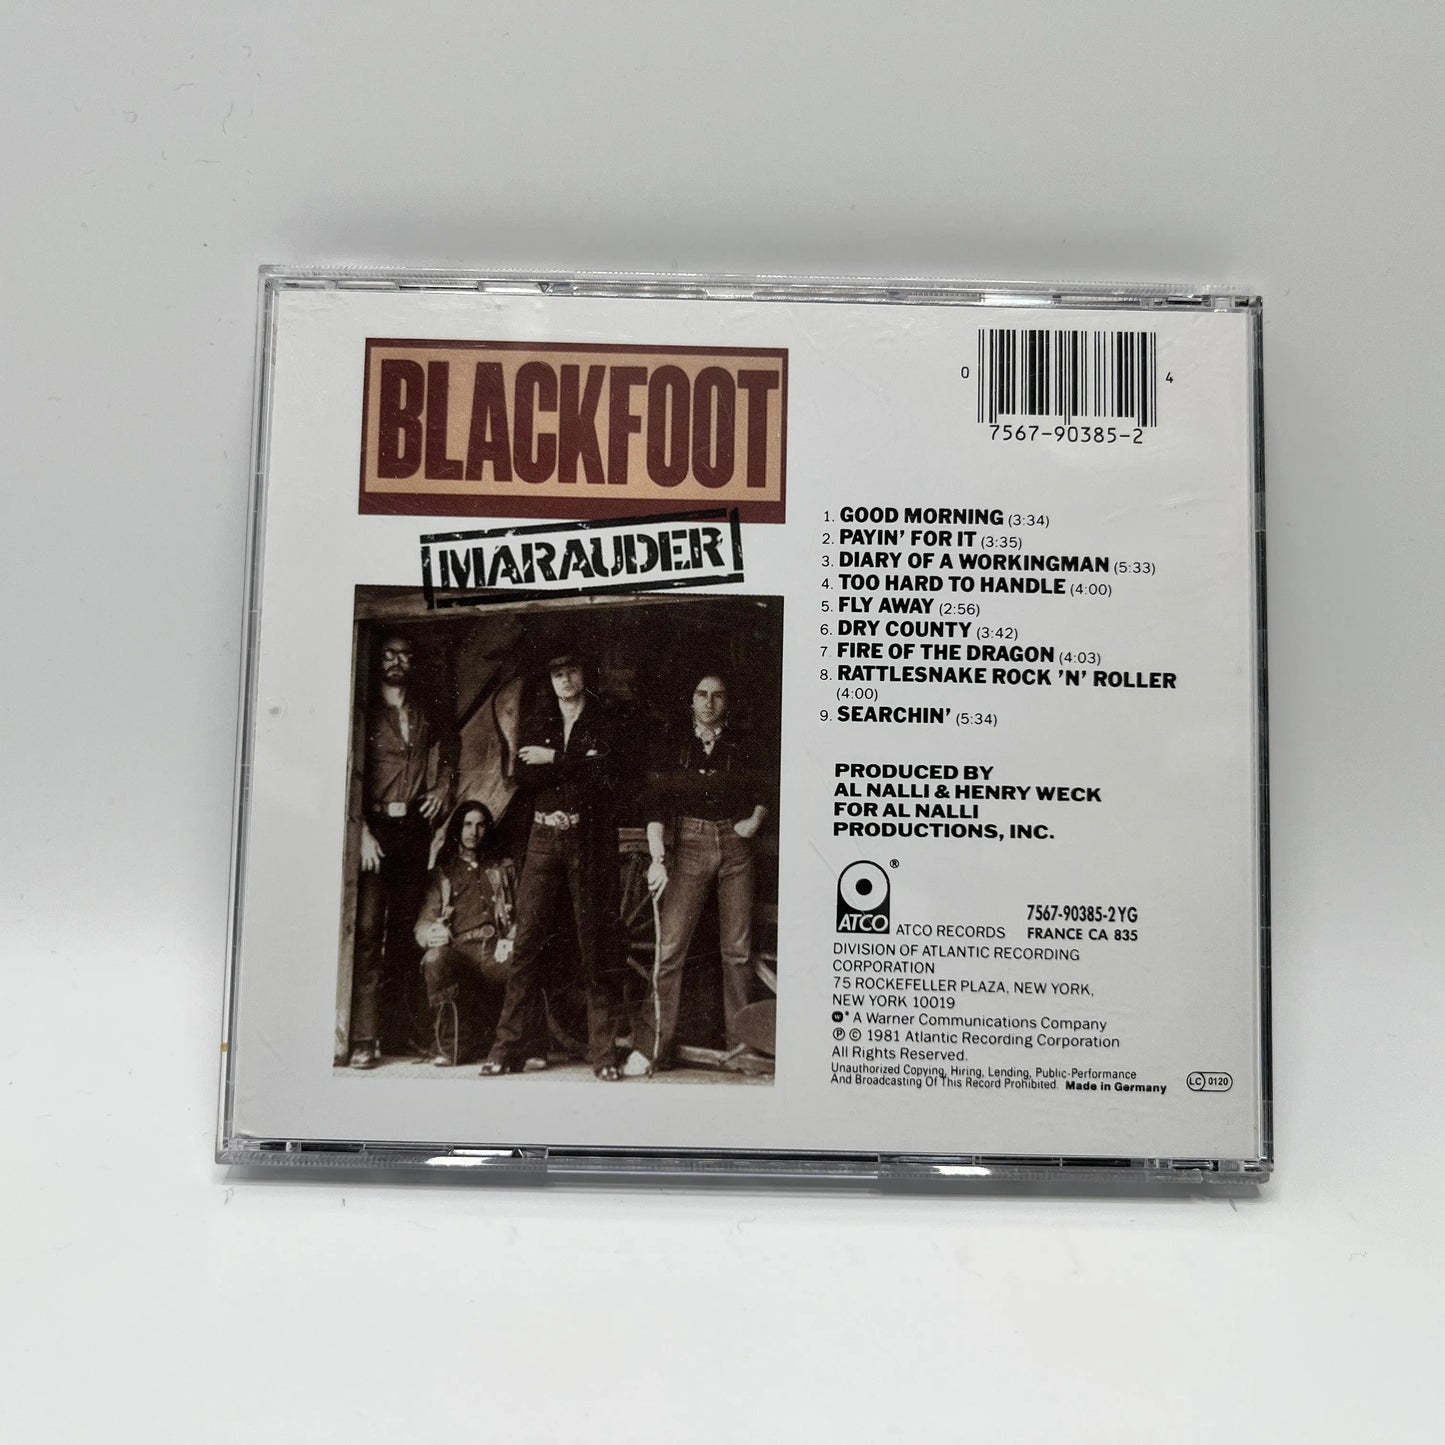 BLACKFOOT
MARAUDER
0
4
7567-90385-2
1. GOOD MORNING (3:34)
2. PAYIN' FOR IT (3:35)
3. DIARY OF A WORKINGMAN (5:33)
4. TOO HARD TO HANDLE (4:00)
5. FLY AWAY (2:56)
6. DRY COUNTY (3:42)
7. FIRE OF THE DRAGON (4:03)
8. RATTLESNAKE ROCK 'N' ROLLER
(4:00)
9. SEARCHIN' (5:34)
PRODUCED BY
AL NALLI & HENRY WECK
FOR AL NALLI
PRODUCTIONS, INC.
®
ATCO
ATCO RECORDS
7567-90385-2 YG
FRANCE CA 835
DIVISION OF ATLANTIC RECORDING
CORPORATION
75 ROCKEFELLER PLAZA, NEW YORK,
NEW YORK 10019
W * A Warner Communications Company
℗ © 1981 Atlantic Recording Corporation
All Rights Reserved.
Unauthorized Copying, Hiring, Lending, Public-Performance
And Broadcasting Of This Record Prohibited. Made in Germany
LC 0120